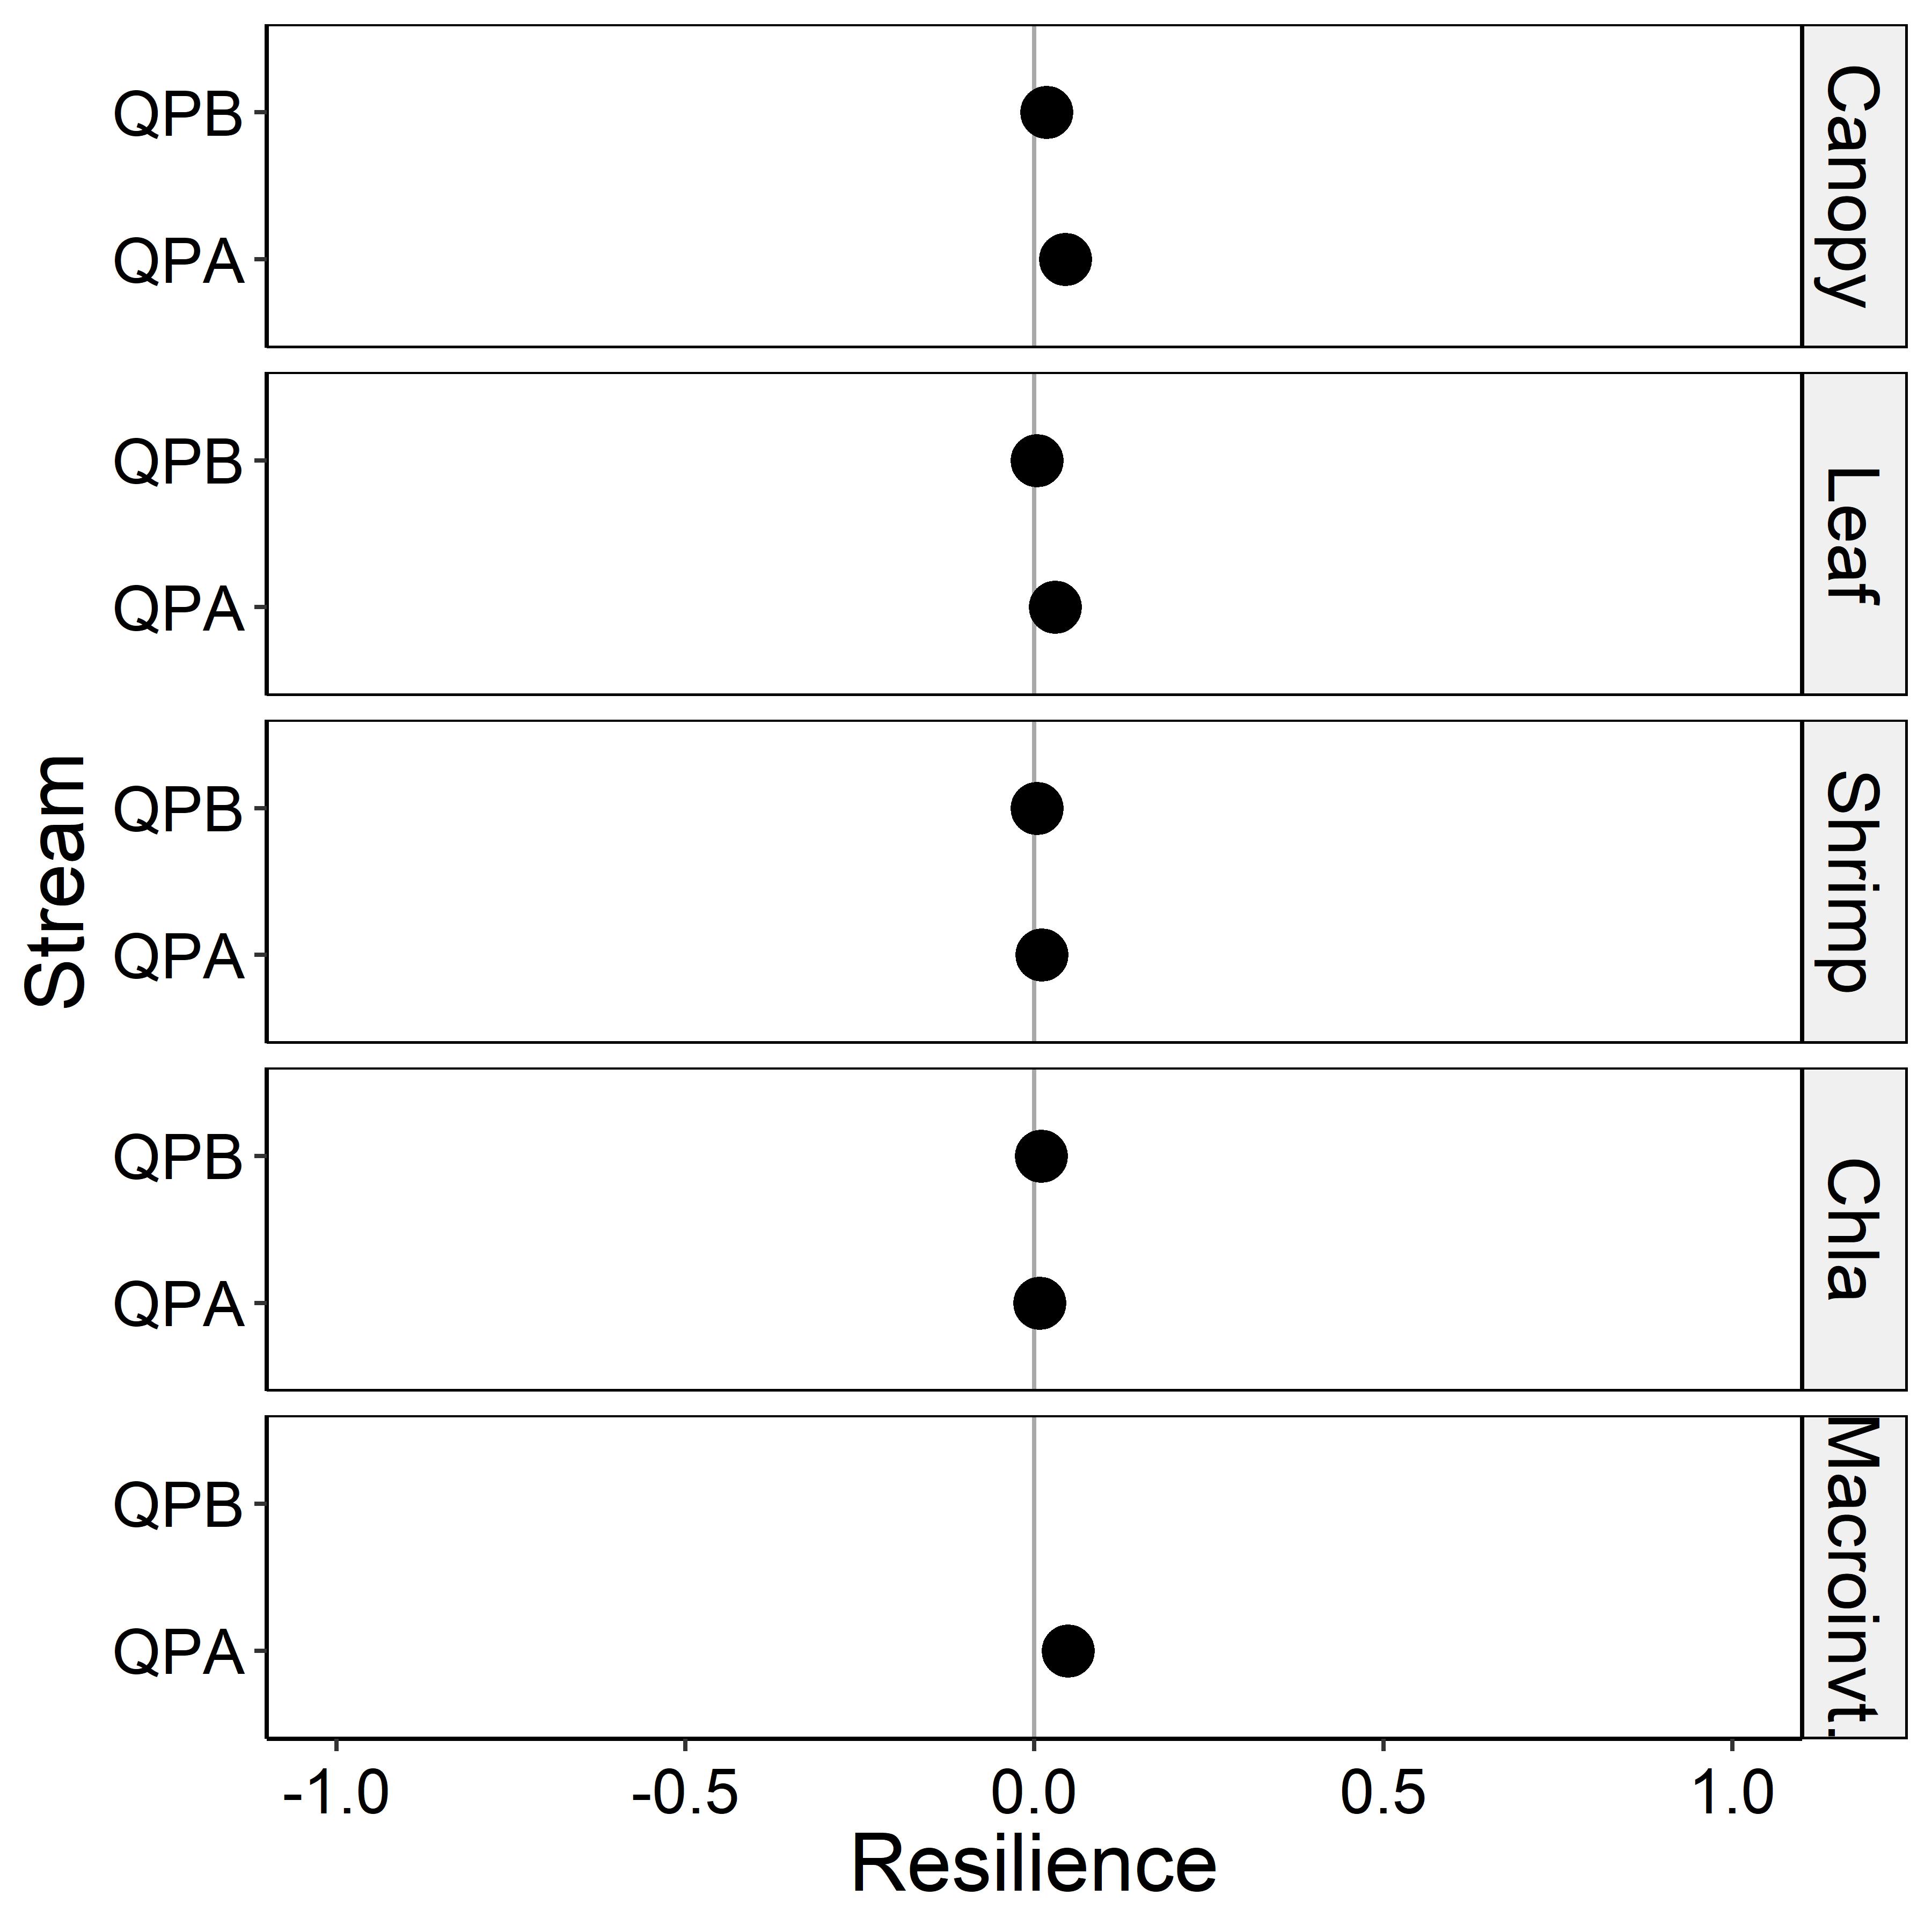 QPB
QPA
Canopy
QPB
QPA
Leaf
QPB
QPA
Shrimp
QPB
QPA
Chla
QPB
QPA
Macroinvt.
Stream
-1.0 -0.5 0.0 0.5 1.0
Resilience